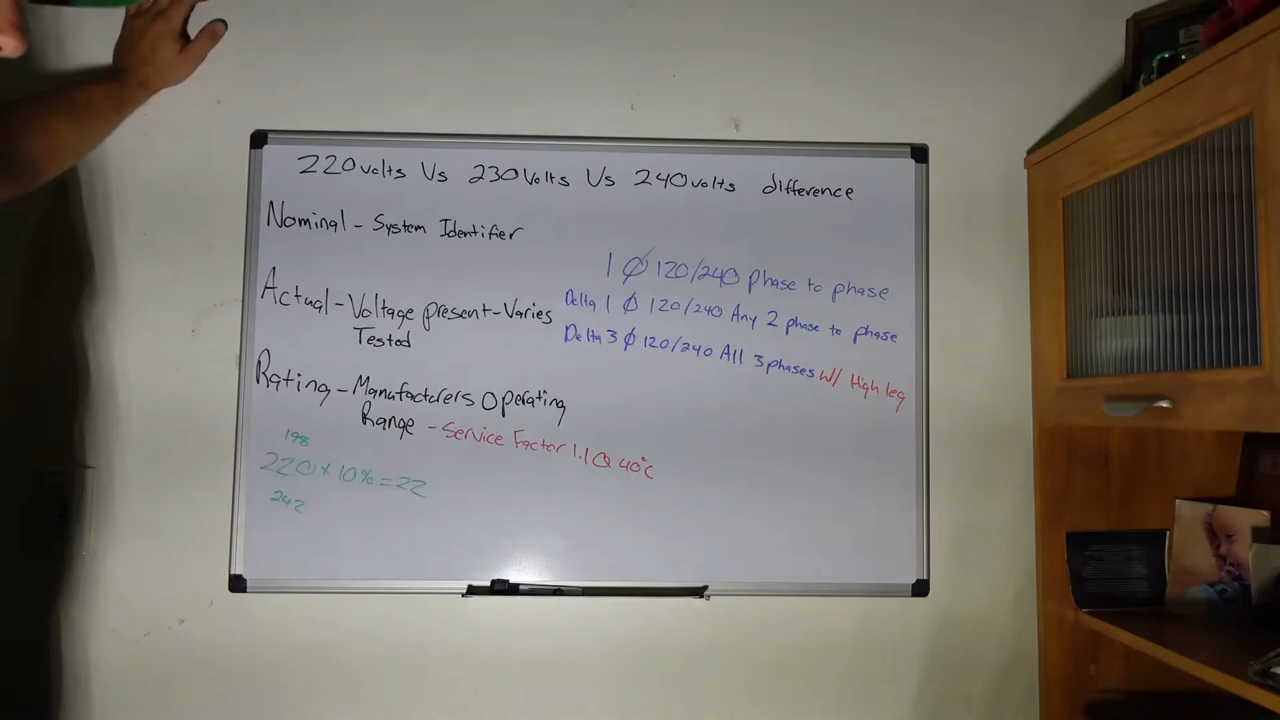 220volts Vs 230Volts Vs 240volts difference
Nominal - System Identifier
1 Ø 120/240 Phase to phase
Actual - Voltage present - Varies
Tested
Delta 1 Ø 120/240 Any 2 phase to phase
Delta 3 Ø 120/240 All 3 phases W/ High leg
Rating - Manufacturers Operating
Range - Service Factor 1.1 @ 40°C
198
220 x 10% = 22
242